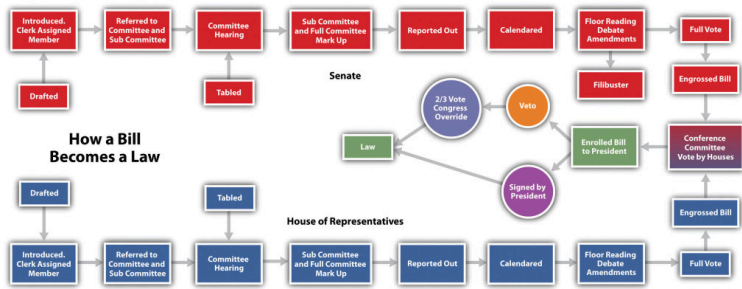 Introduced.
Clerk Assigned
Member
Referred to
Committee and
Sub Committee
Committee
Hearing
Sub Committee
and Full Committee
Mark Up
Reported Out
Calendared
Floor Reading
Debate
Amendments
Full Vote
Drafted
Tabled
Senate
Filibuster
Engrossed Bill
2/3 Vote
Congress
Override
Veto
How a Bill
Becomes a Law
Law
Enrolled Bill
to President
Conference
Committee
Vote by Houses
Signed by
President
Drafted
Tabled
House of Representatives
Engrossed Bill
Introduced.
Clerk Assigned
Member
Referred to
Committee and
Sub Committee
Committee
Hearing
Sub Committee
and Full Committee
Mark Up
Reported Out
Calendared
Floor Reading
Debate
Amendments
Full Vote